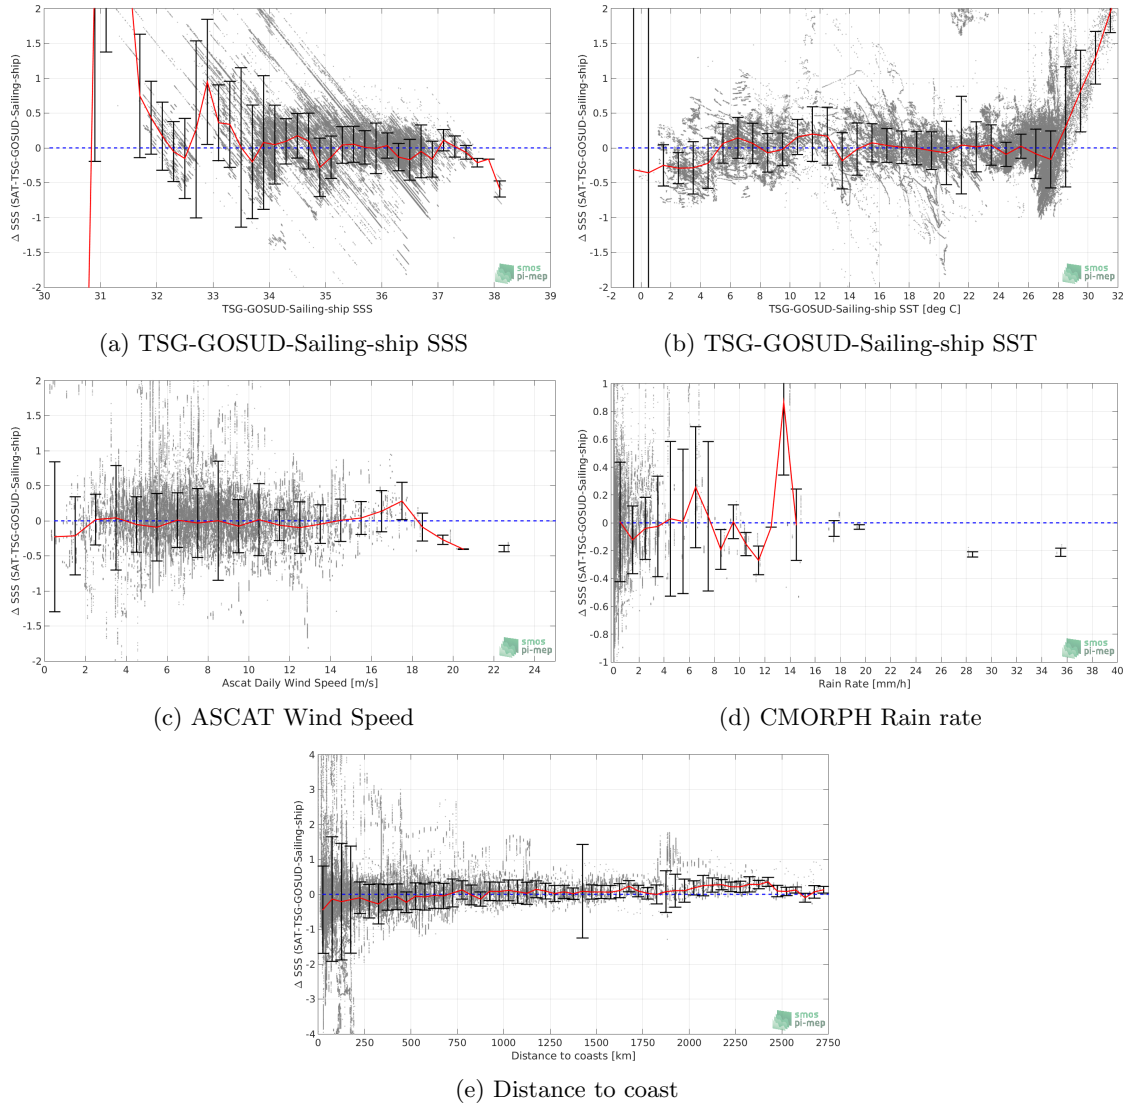 2
1.5
1
0.5
0
-0.5
-1
-1.5
-2
Δ SSS (SAT-TSG-GOSUD-Sailing-ship)
30 31 32 33 34 35 36 37 38 39
TSG-GOSUD-Sailing-ship SSS
smos
pi-mep
(a) TSG-GOSUD-Sailing-ship SSS
2
1.5
1
0.5
0
-0.5
-1
-1.5
-2
Δ SSS (SAT-TSG-GOSUD-Sailing-ship)
-2 0 2 4 6 8 10 12 14 16 18 20 22 24 26 28 30 32
TSG-GOSUD-Sailing-ship SST [deg C]
smos
pi-mep
(b) TSG-GOSUD-Sailing-ship SST
2
1.5
1
0.5
0
-0.5
-1
-1.5
-2
Δ SSS (SAT-TSG-GOSUD-Sailing-ship)
0 2 4 6 8 10 12 14 16 18 20 22 24
Ascat Daily Wind Speed [m/s]
smos
pi-mep
(c) ASCAT Wind Speed
1
0.8
0.6
0.4
0.2
0
-0.2
-0.4
-0.6
-0.8
-1
Δ SSS (SAT-TSG-GOSUD-Sailing-ship)
0 2 4 6 8 10 12 14 16 18 20 22 24 26 28 30 32 34 36 38 40
Rain Rate [mm/h]
smos
pi-mep
(d) CMORPH Rain rate
4
3
2
1
0
-1
-2
-3
-4
Δ SSS (SAT-TSG-GOSUD-Sailing-ship)
0 250 500 750 1000 1250 1500 1750 2000 2250 2500 2750
Distance to coasts [km]
smos
pi-mep
(e) Distance to coast